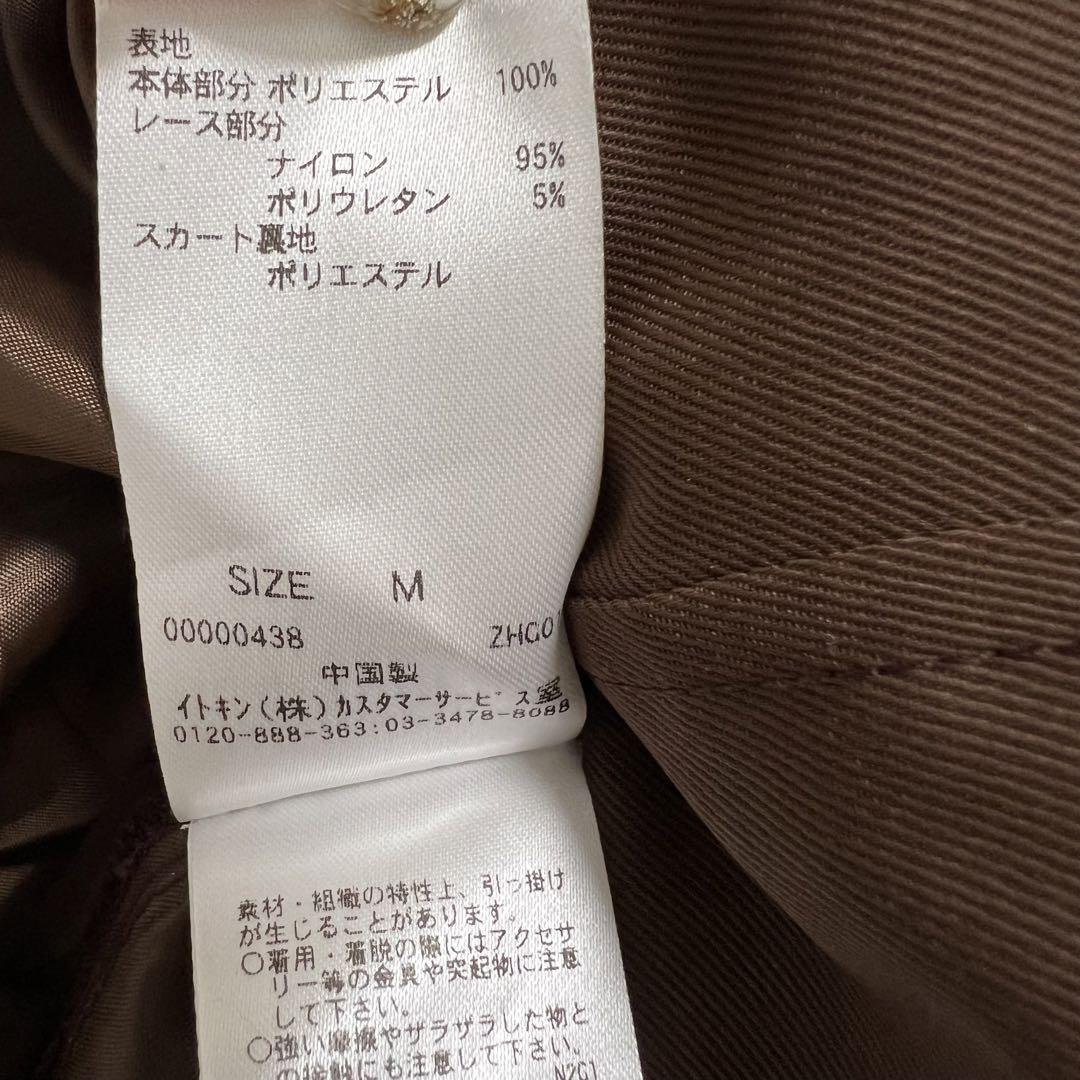 表地
本体部分 ポリエステル 100%
レース部分
ナイロン 95%
ポリウレタン 5%
スカート裏地
ポリエステル
SIZE M
00000438 ZHG0
中国製
イトキン(株)カスタマーサービス室
0120-888-363:03-3478-8088
素材・組織の特性上、引っ掛け
が生じることがあります。
○着用・着脱の際にはアクセサ
リー等の金具や突起物に注意
して下さい。
○強い摩擦やザラザラした物と
の接触にも注意して下さい。
N2G1